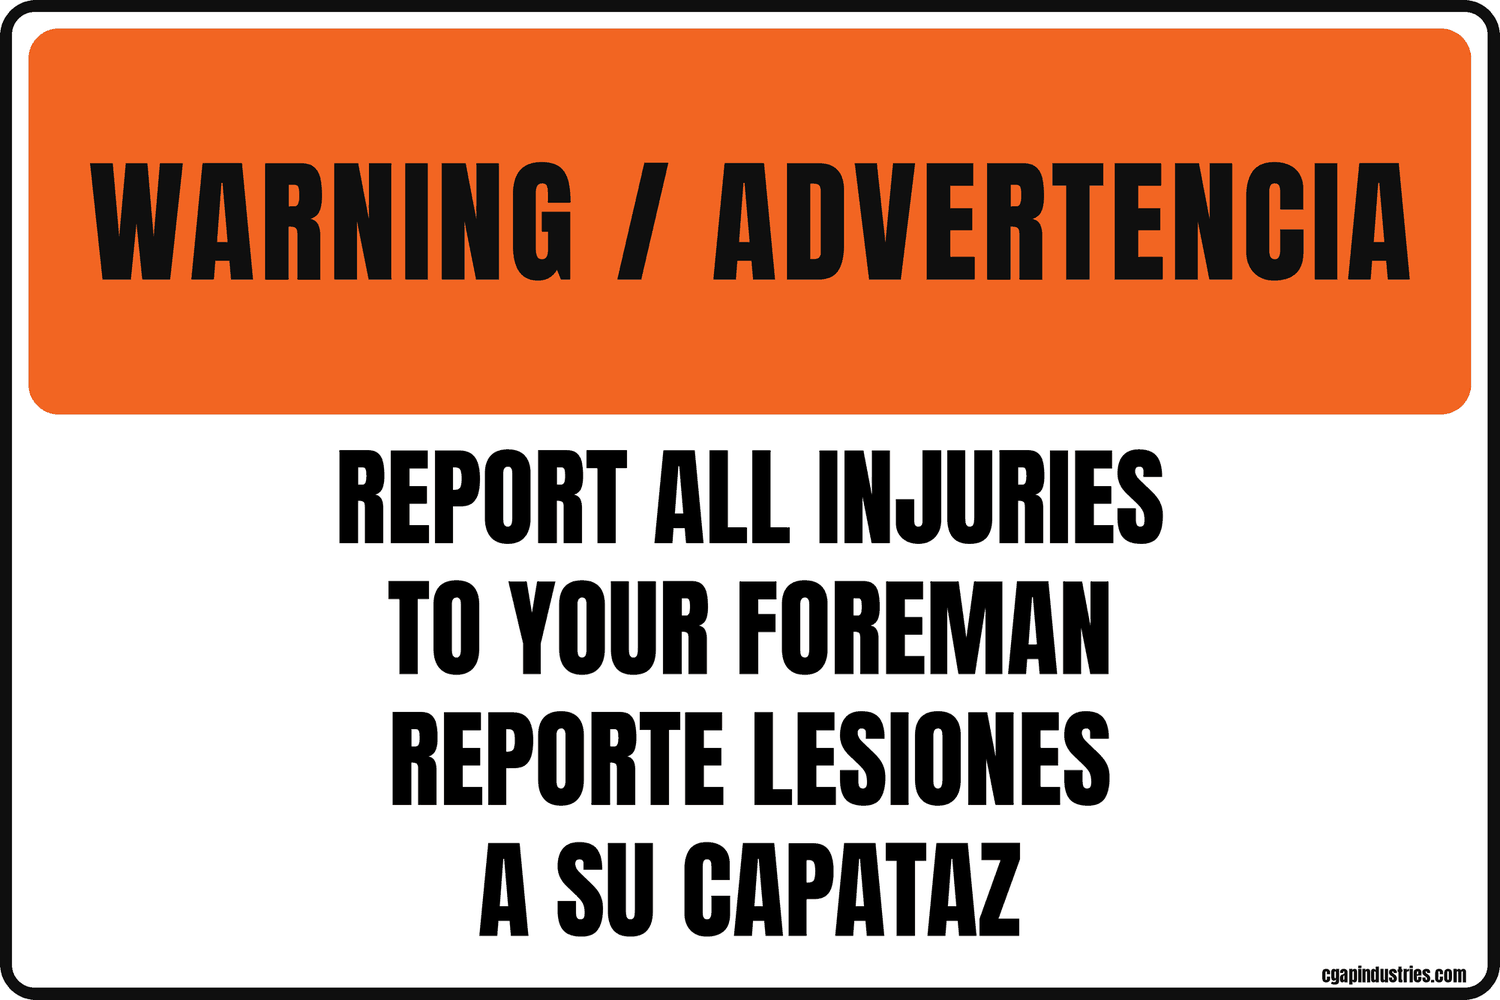 WARNING / ADVERTENCIA
REPORT ALL INJURIES
TO YOUR FOREMAN
REPORTE LESIONES
A SU CAPATAZ
cgapindustries.com